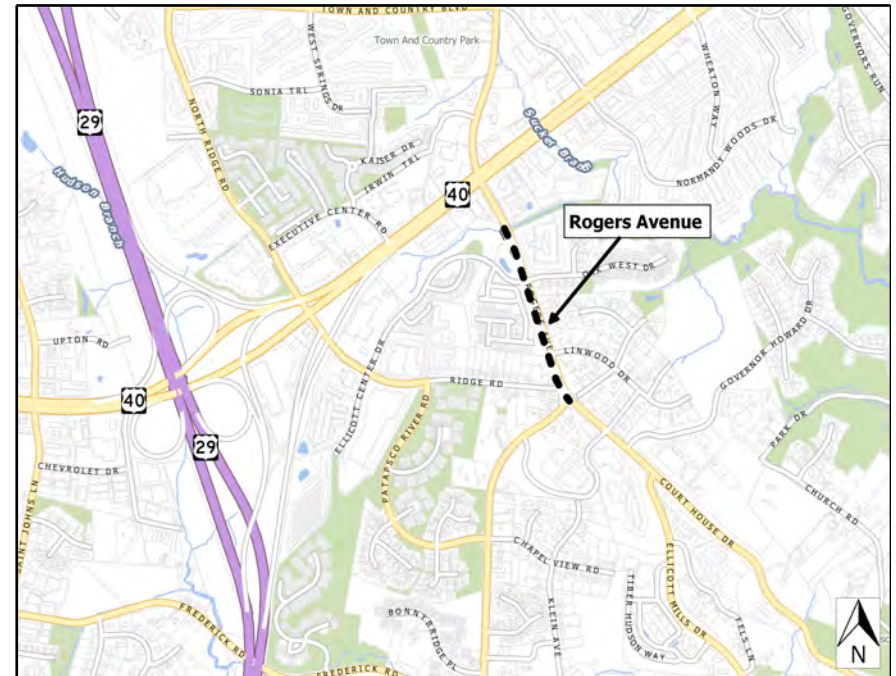 TOWN AND COUNTRY BLVD
Town And Country Park
WEST SPRINGS DR
SONIA TRL
WHEATON WAY
GOVERNORS RUN
29
NORTH RIDGE RD
Sucker Branch
KAISER DR
IRWIN TRL
NORMANDY WOODS DR
Hudson Branch
40
EXECUTIVE CENTER RD
Rogers Avenue
OAK WEST DR
UPTON RD
ELLICOTT CENTER DR
LINWOOD DR
GOVERNOR HOWARD DR
RIDGE RD
40
29
PATAPSCO RIVER RD
PARK DR
CHEVROLET DR
SAINT JOHNS LN
CHURCH RD
COURT HOUSE DR
CHAPEL VIEW RD
ELLICOTT MILLS DR
KLEIN AVE
TIBER HUDSON WAY
FELS LN
FREDERICK RD
BONNYBRIDGE PL
FREDERICK RD
N